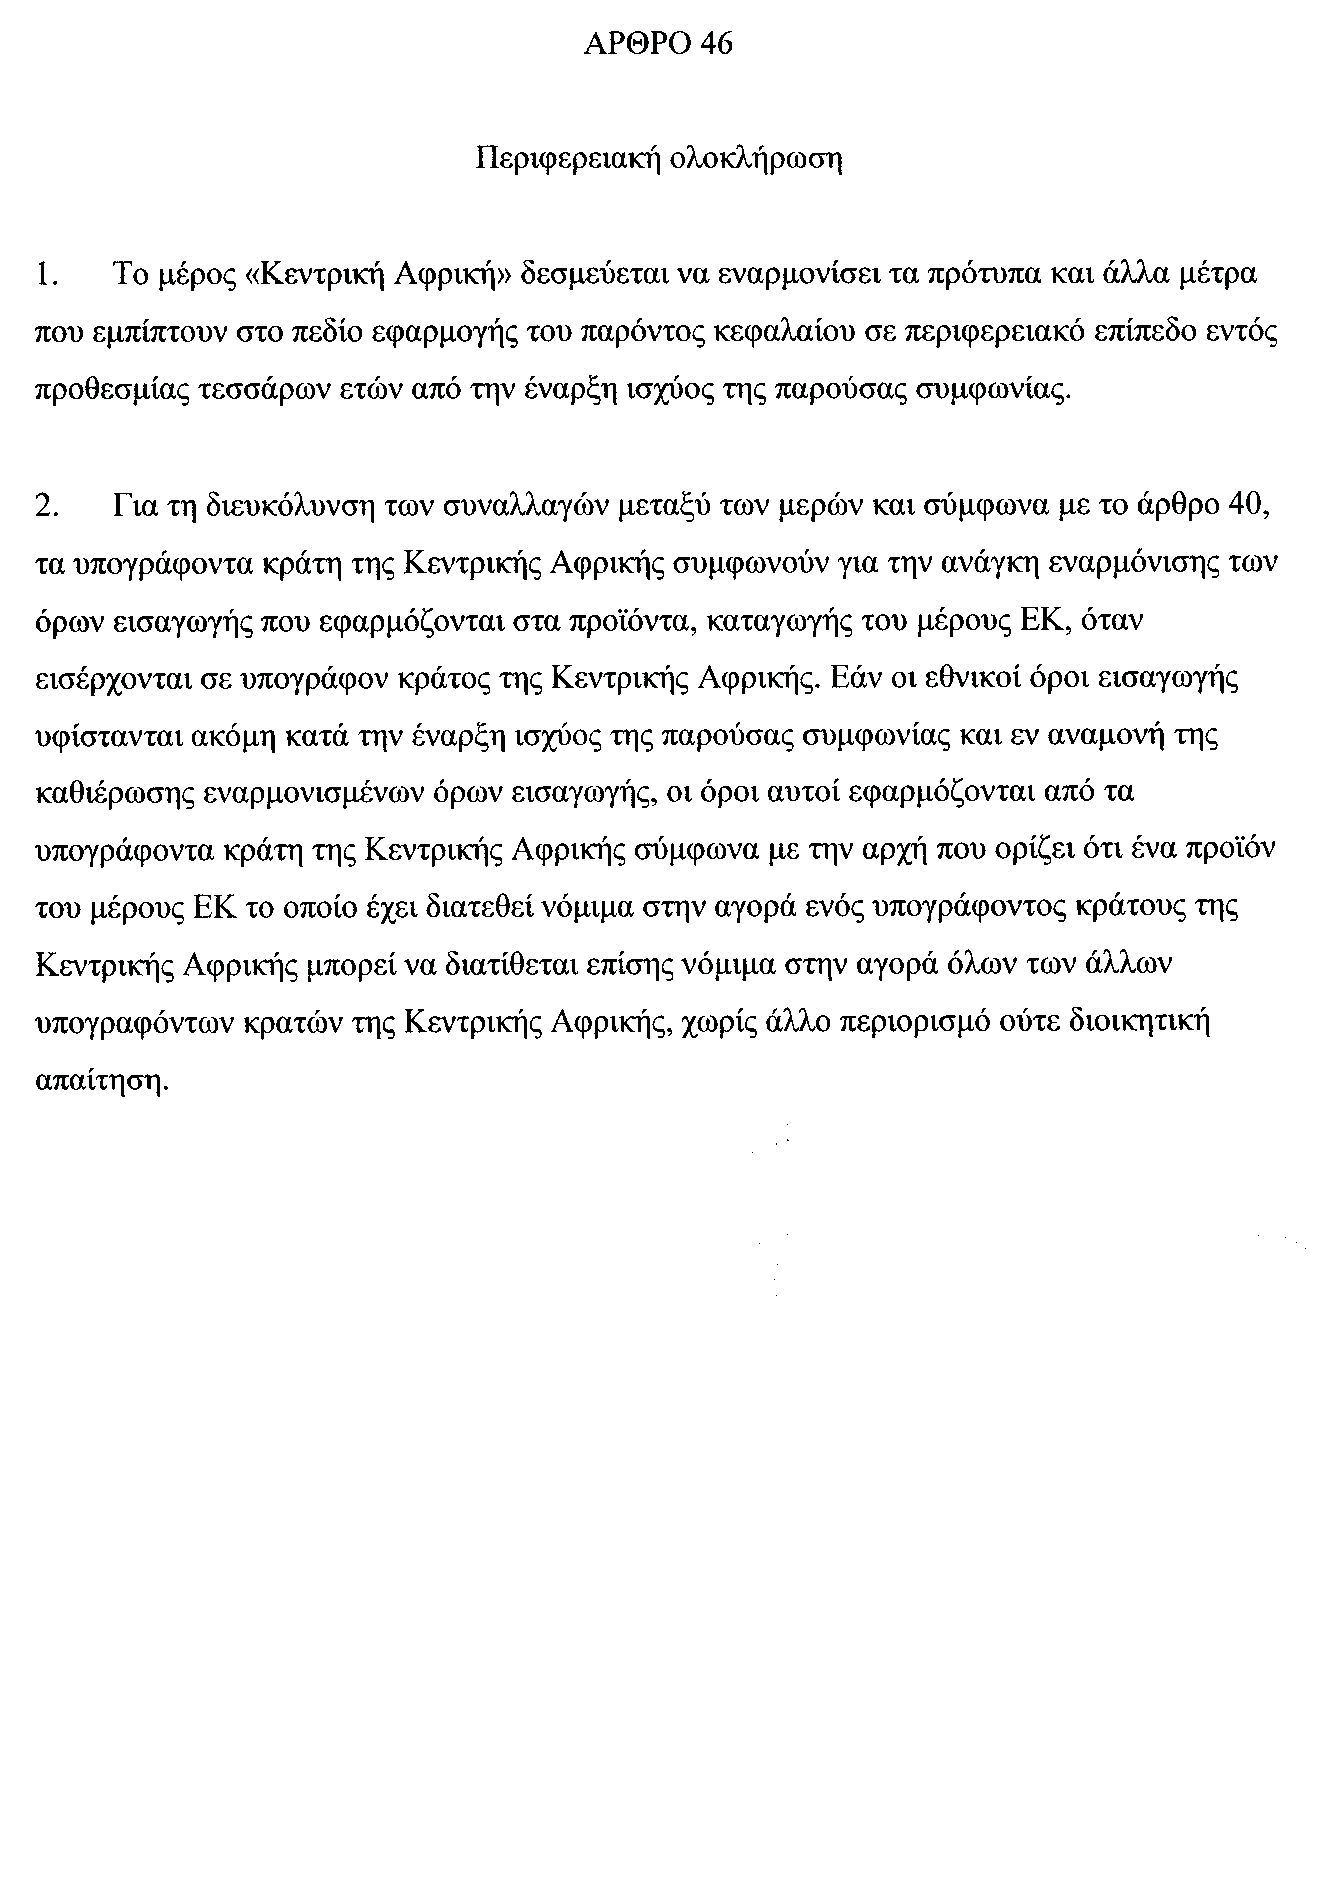 ΑΡΘΡΟ 46
Περιφερειακή ολοκλήρωση
1. Το μέρος «Κεντρική Αφρική» δεσμεύεται να εναρμονίσει τα πρότυπα και άλλα μέτρα
που εμπίπτουν στο πεδίο εφαρμογής του παρόντος κεφαλαίου σε περιφερειακό επίπεδο εντός
προθεσμίας τεσσάρων ετών από την έναρξη ισχύος της παρούσας συμφωνίας.
2. Για τη διευκόλυνση των συναλλαγών μεταξύ των μερών και σύμφωνα με το άρθρο 40,
τα υπογράφοντα κράτη της Κεντρικής Αφρικής συμφωνούν για την ανάγκη εναρμόνισης των
όρων εισαγωγής που εφαρμόζονται στα προϊόντα, καταγωγής του μέρους ΕΚ, όταν
εισέρχονται σε υπογράφον κράτος της Κεντρικής Αφρικής. Εάν οι εθνικοί όροι εισαγωγής
υφίστανται ακόμη κατά την έναρξη ισχύος της παρούσας συμφωνίας και εν αναμονή της
καθιέρωσης εναρμονισμένων όρων εισαγωγής, οι όροι αυτοί εφαρμόζονται από τα
υπογράφοντα κράτη της Κεντρικής Αφρικής σύμφωνα με την αρχή που ορίζει ότι ένα προϊόν
του μέρους ΕΚ το οποίο έχει διατεθεί νόμιμα στην αγορά ενός υπογράφοντος κράτους της
Κεντρικής Αφρικής μπορεί να διατίθεται επίσης νόμιμα στην αγορά όλων των άλλων
υπογραφόντων κρατών της Κεντρικής Αφρικής, χωρίς άλλο περιορισμό ούτε διοικητική
απαίτηση.